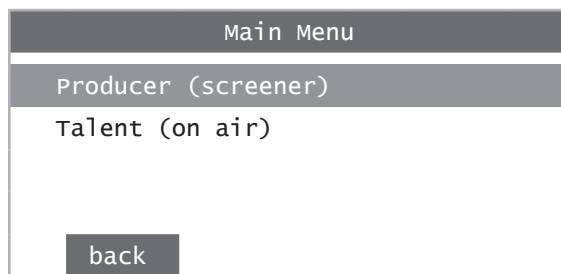 Main Menu
Producer (screener)
Talent (on air)
back